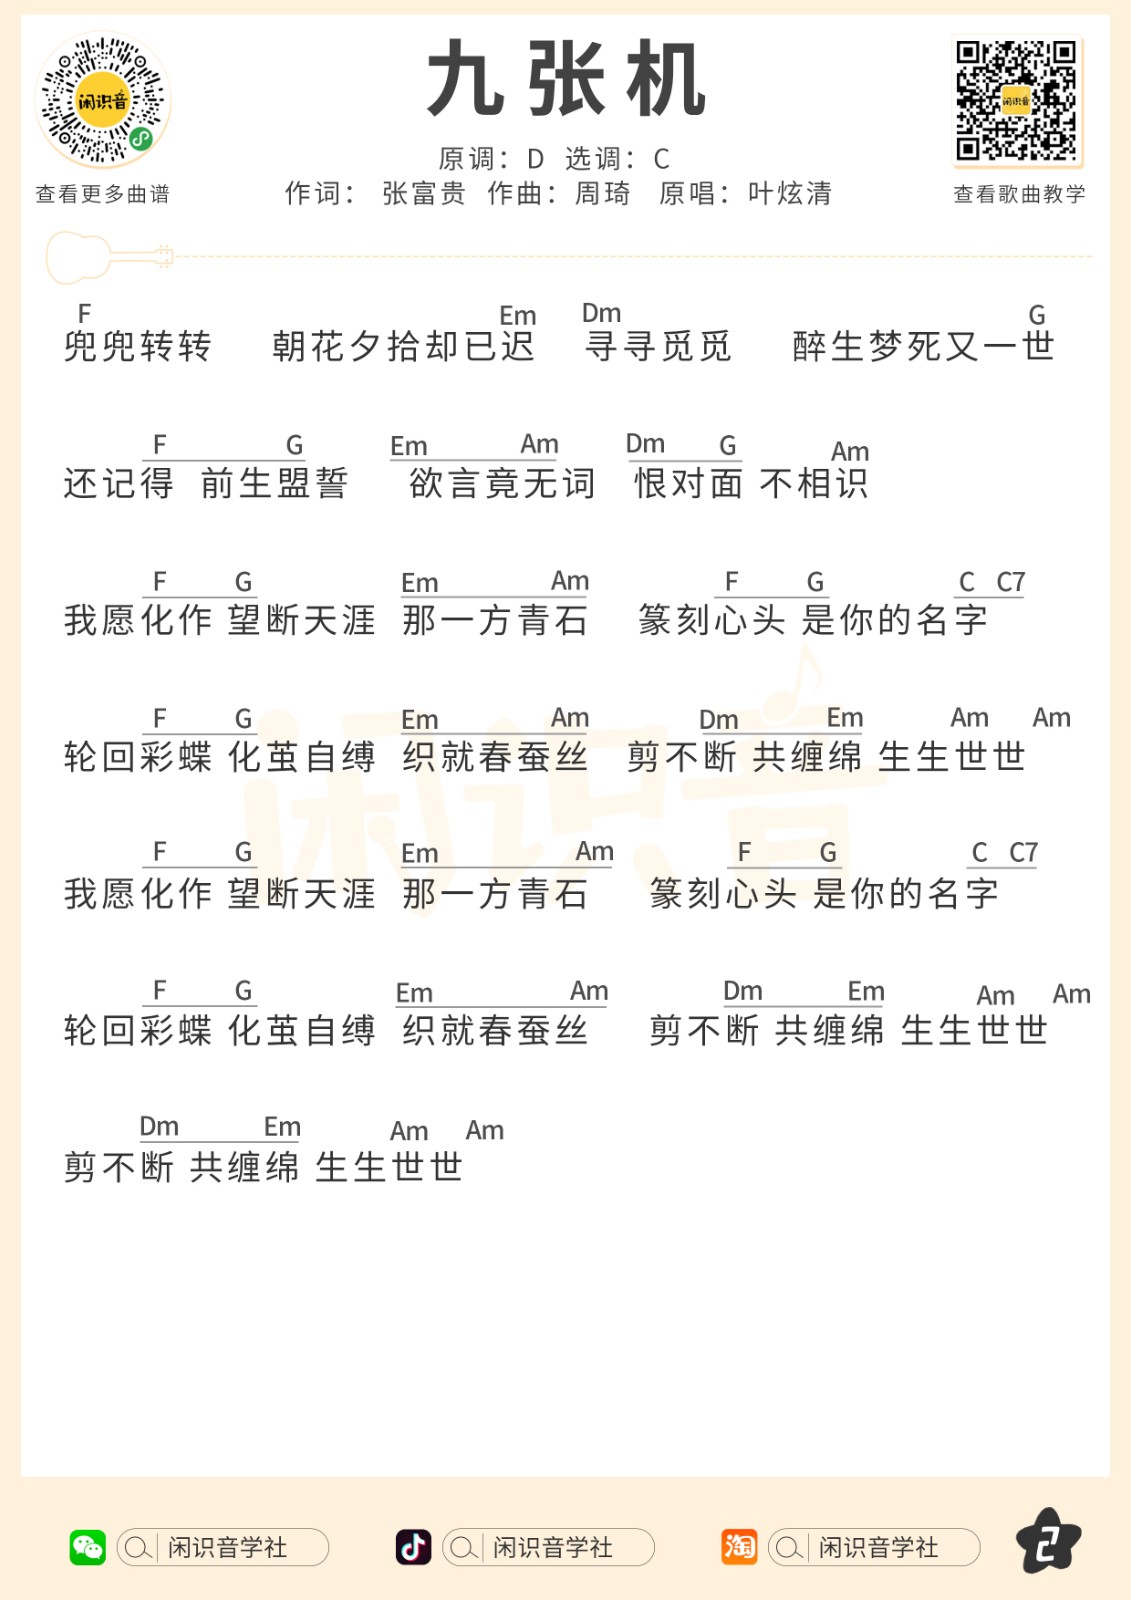 九张机
原调：D 选调：C
作词： 张富贵 作曲：周琦 原唱：叶炫清
闲识音
查看更多曲谱
闲识音
查看歌曲教学
F Em Dm G
兜兜转转 朝花夕拾却已迟 寻寻觅觅 醉生梦死又一世
F G Em Am Dm G Am
还记得 前生盟誓 欲言竟无词 恨对面 不相识
F G Em Am F G C C7
我愿化作 望断天涯 那一方青石 篆刻心头 是你的名字
F G Em Am Dm Em Am Am
轮回彩蝶 化茧自缚 织就春蚕丝 剪不断 共缠绵 生生世世
F G Em Am F G C C7
我愿化作 望断天涯 那一方青石 篆刻心头 是你的名字
F G Em Am Dm Em Am Am
轮回彩蝶 化茧自缚 织就春蚕丝 剪不断 共缠绵 生生世世
Dm Em Am Am
剪不断 共缠绵 生生世世
闲识音
闲识音学社 闲识音学社 淘 闲识音学社 2